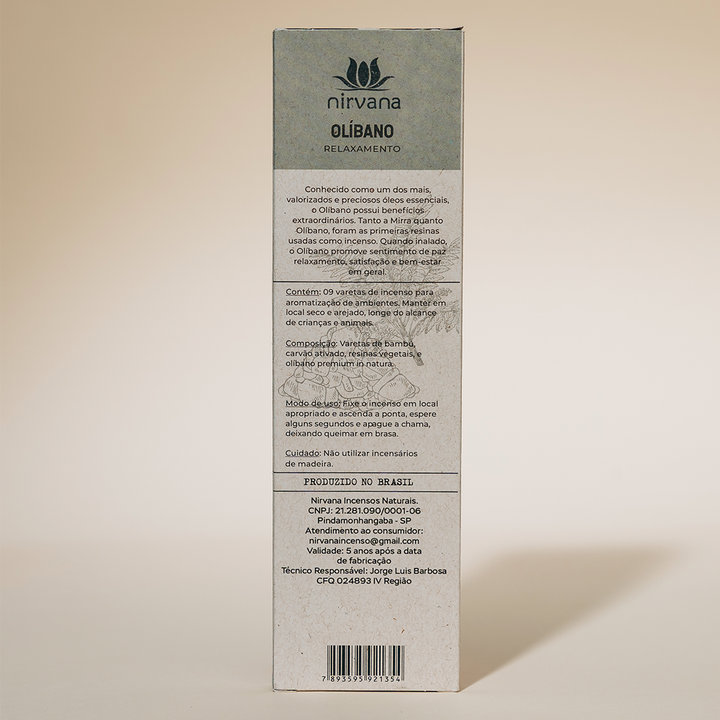 nirvana
OLÍBANO
RELAXAMENTO
Conhecido como um dos mais,
valorizados e preciosos óleos essenciais,
o Olíbano possui benefícios
extraordinários. Tanto a Mirra quanto
Olíbano, foram as primeiras resinas
usadas como incenso. Quando inalado,
o Olíbano promove sentimento de paz
relaxamento, satisfação e bem-estar
em geral.
Contém: 09 varetas de incenso para
aromatização de ambientes. Manter em
local seco e arejado, longe do alcance
de crianças e animais.
Composição: Varetas de bambu,
carvão ativado, resinas vegetais, e
olíbano premium in natura.
Modo de uso: Fixe o incenso em local
apropriado e ascenda a ponta, espere
alguns segundos e apague a chama,
deixando queimar em brasa.
Cuidado: Não utilizar incensários
de madeira.
PRODUZIDO NO BRASIL
Nirvana Incensos Naturais.
CNPJ: 21.281.090/0001-06
Pindamonhangaba - SP
Atendimento ao consumidor:
nirvanaincenso@gmail.com
Validade: 5 anos após a data
de fabricação
Técnico Responsável: Jorge Luis Barbosa
CFQ 024893 IV Região
7 893595 921354